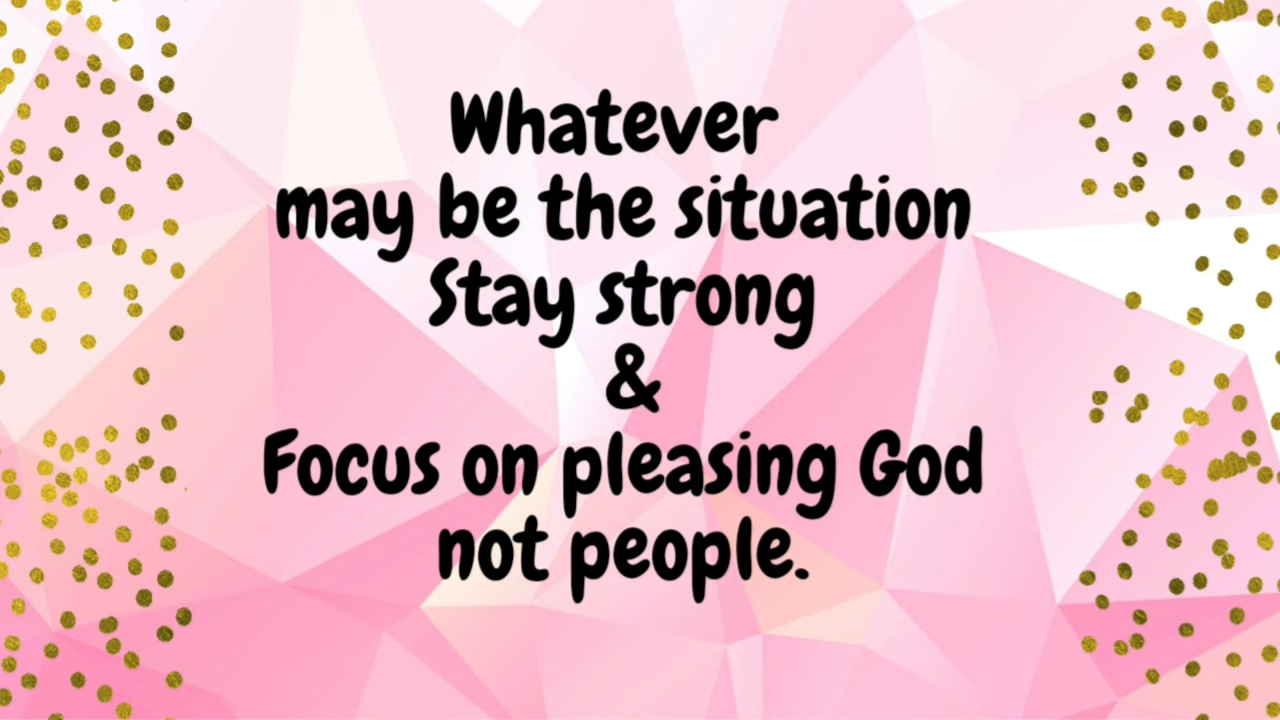 Whatever
may be the situation
Stay strong
&
Focus on pleasing God
not people.